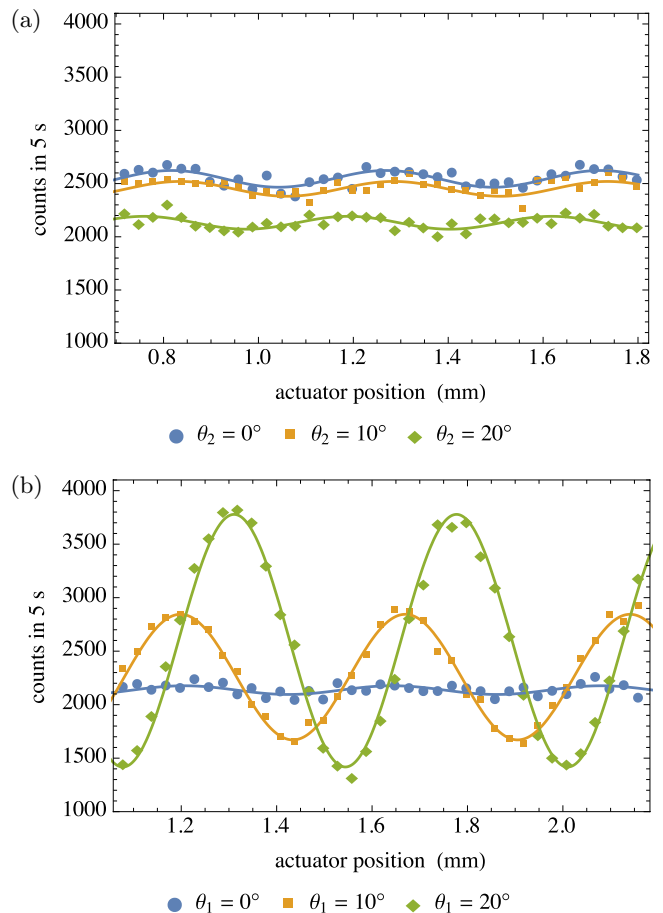 (a)
4000
3500
3000
2500
2000
1500
1000
counts in 5 s
0.8 1.0 1.2 1.4 1.6 1.8
actuator position (mm)
θ₂ = 0° θ₂ = 10° θ₂ = 20°
(b)
4000
3500
3000
2500
2000
1500
1000
counts in 5 s
1.2 1.4 1.6 1.8 2.0
actuator position (mm)
θ₁ = 0° θ₁ = 10° θ₁ = 20°